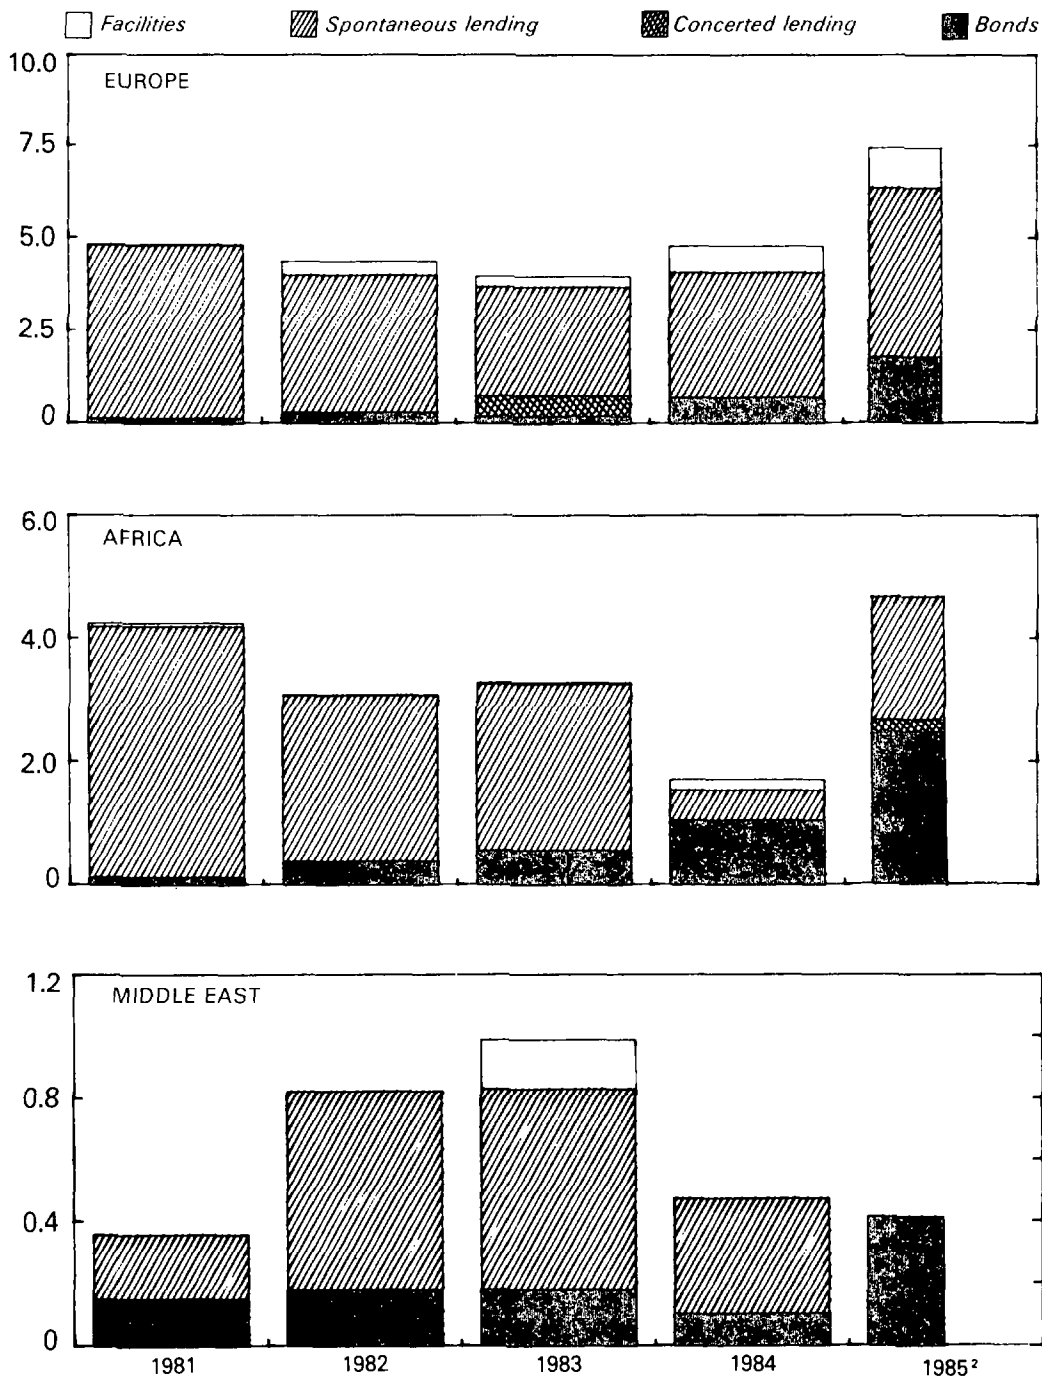 Facilities Spontaneous lending Concerted lending Bonds
10.0
EUROPE
7.5
5.0
2.5
0
6.0
AFRICA
4.0
2.0
0
1.2
MIDDLE EAST
0.8
0.4
0
1981 1982 1983 1984 1985²